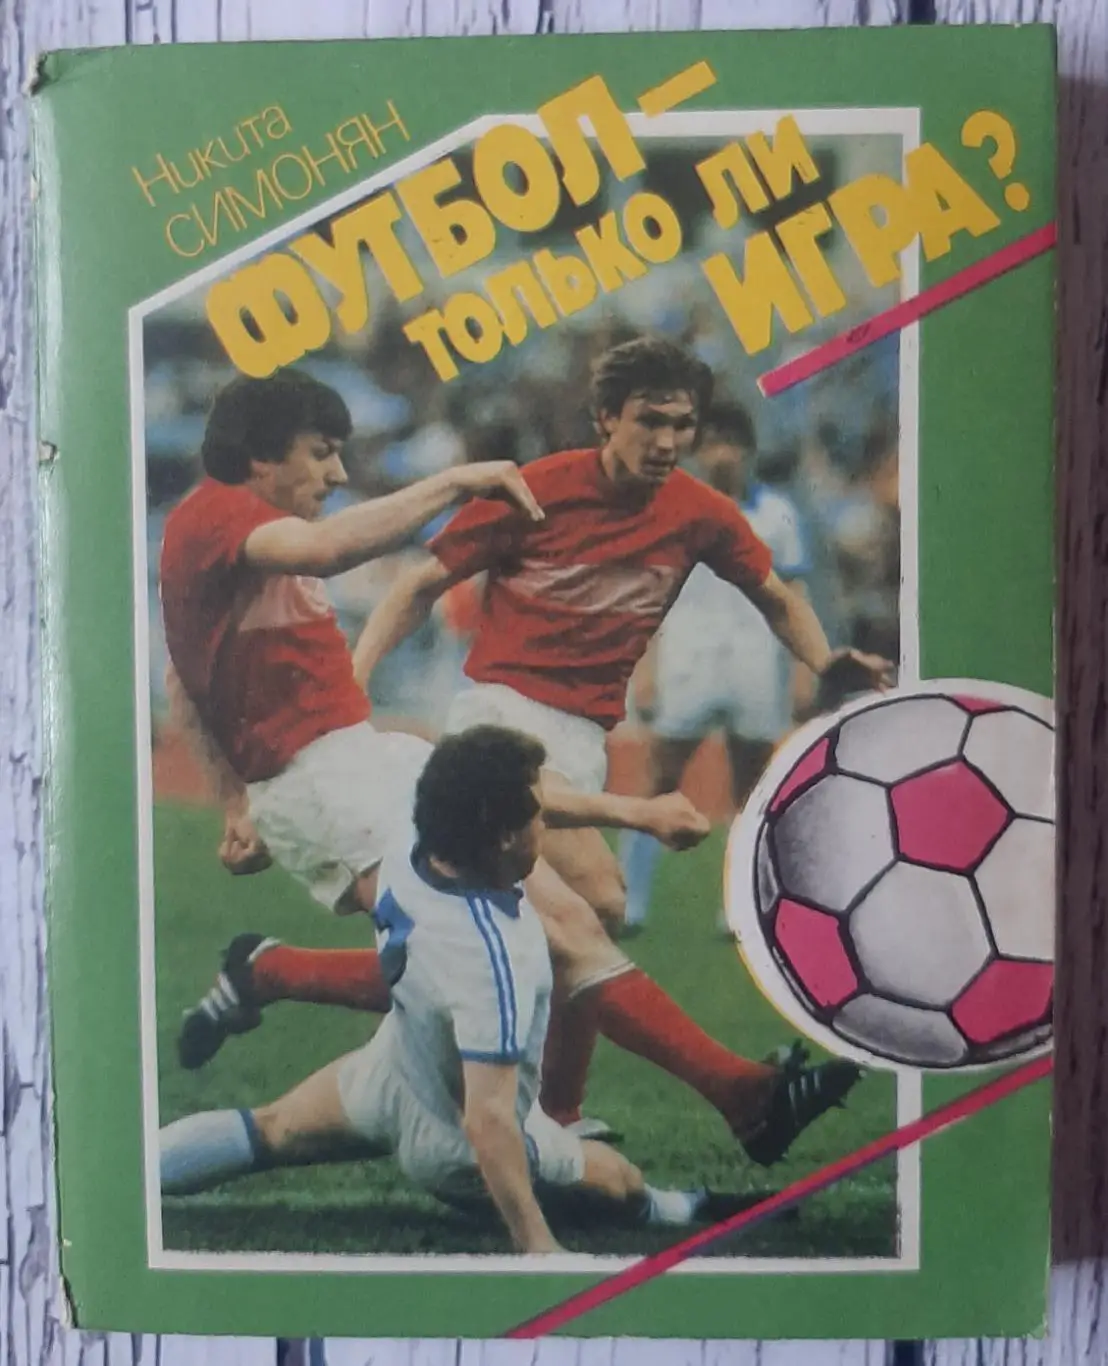 Никита
СИМОНЯН
ФУТБОЛ-
ТОЛЬКО ЛИ
ИГРА?